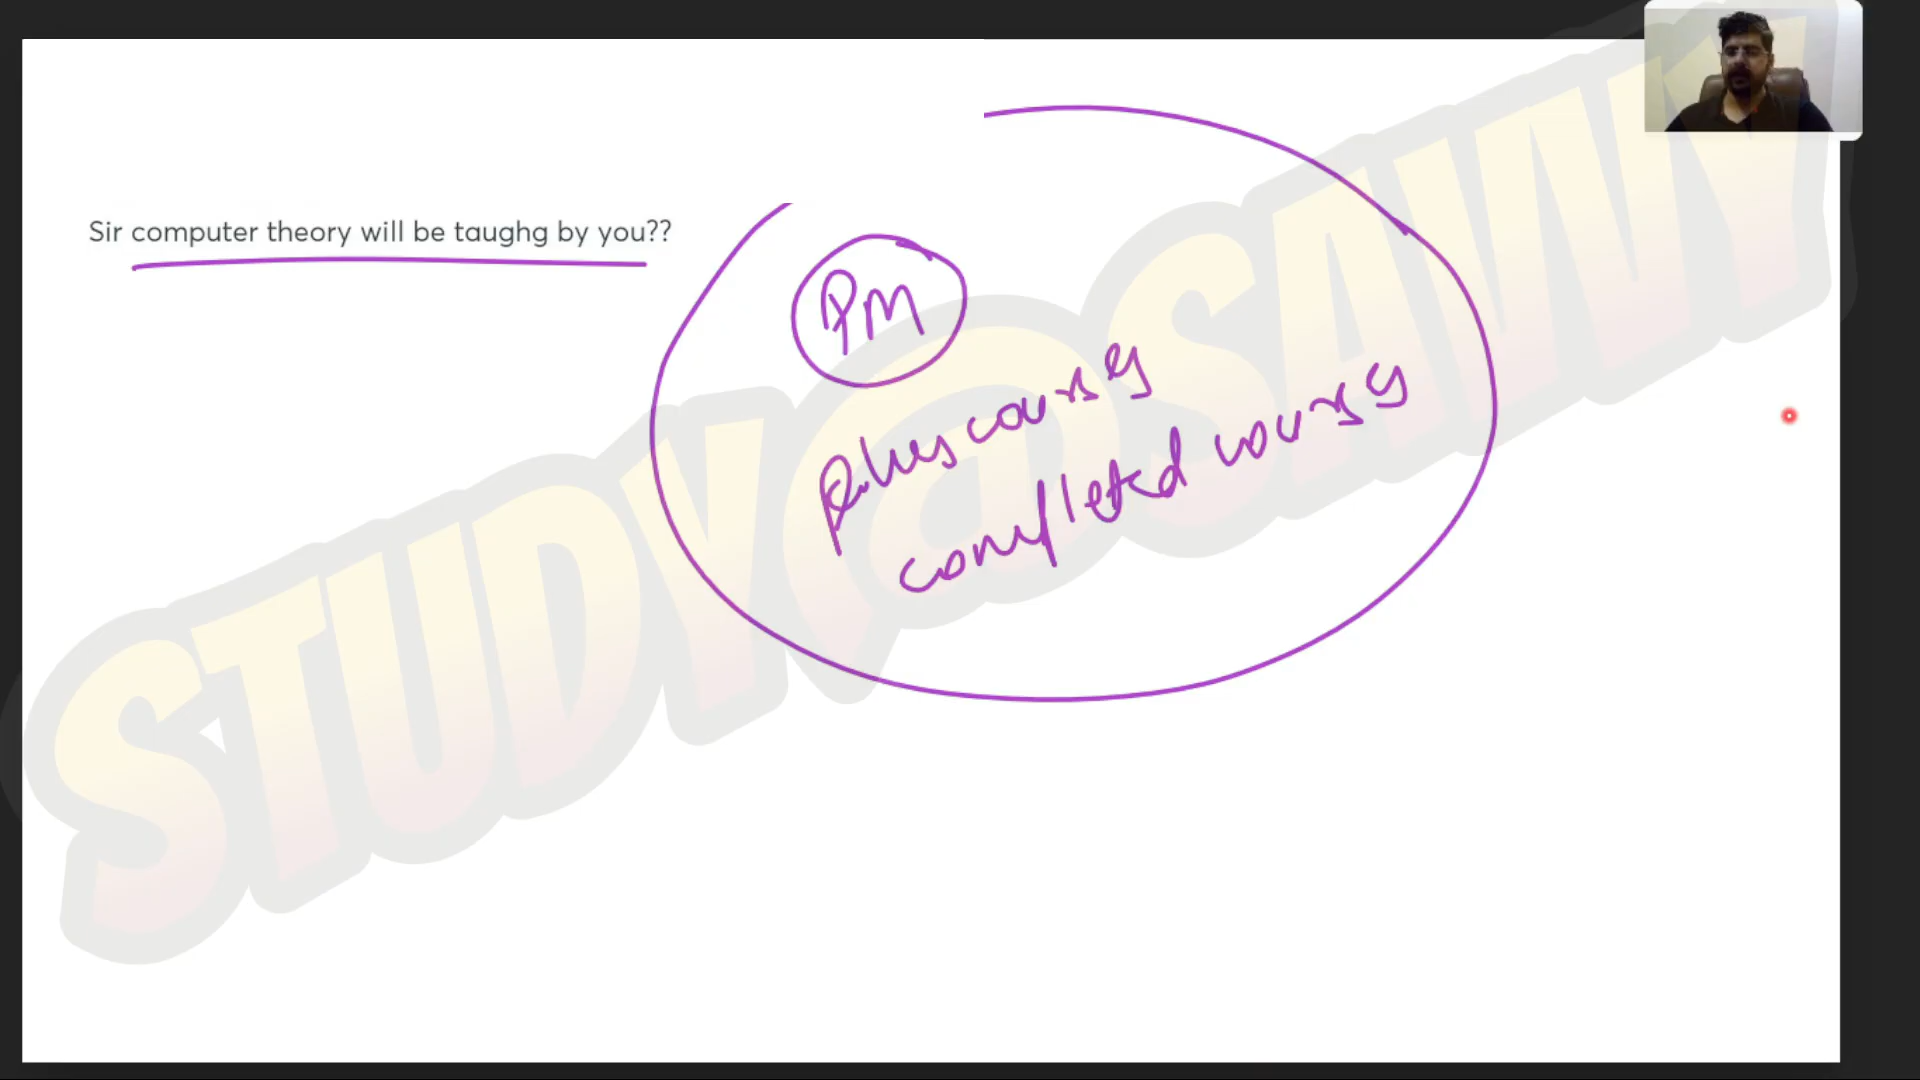 Sir computer theory will be taughg by you??
PM
plus courses
completed courses
STUDY@SAVVY